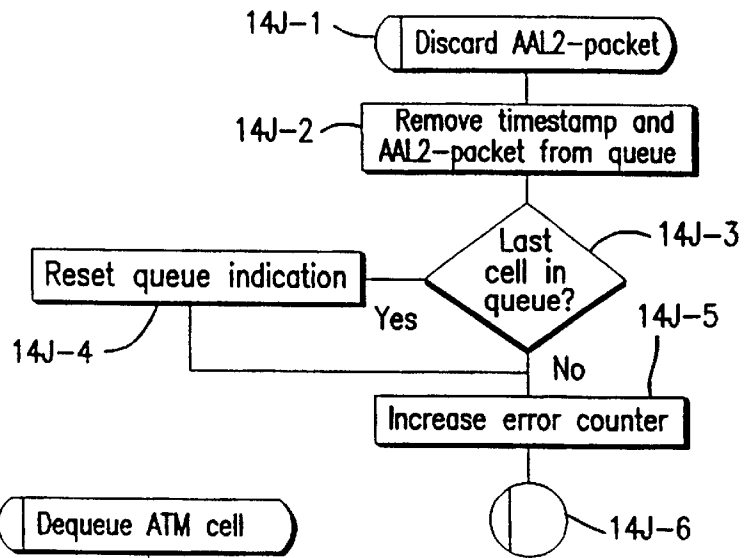 14J-1
Discard AAL2-packet
14J-2
Remove timestamp and
AAL2-packet from queue
Last
cell in
queue?
14J-3
Reset queue indication
Yes
14J-4
14J-5
No
Increase error counter
Dequeue ATM cell
14J-6